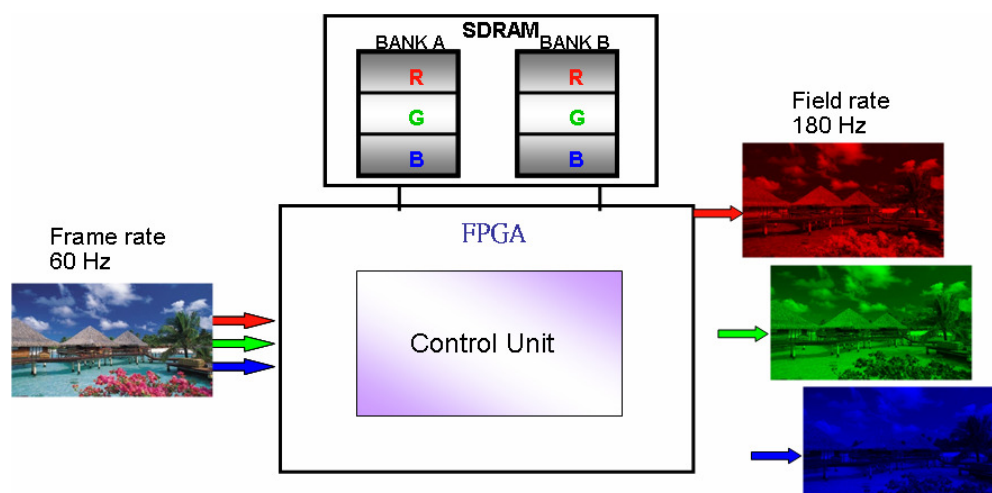 SDRAM
BANK A
BANK B
R
R
G
G
B
B
Field rate
180 Hz
FPGA
Frame rate
60 Hz
Control Unit